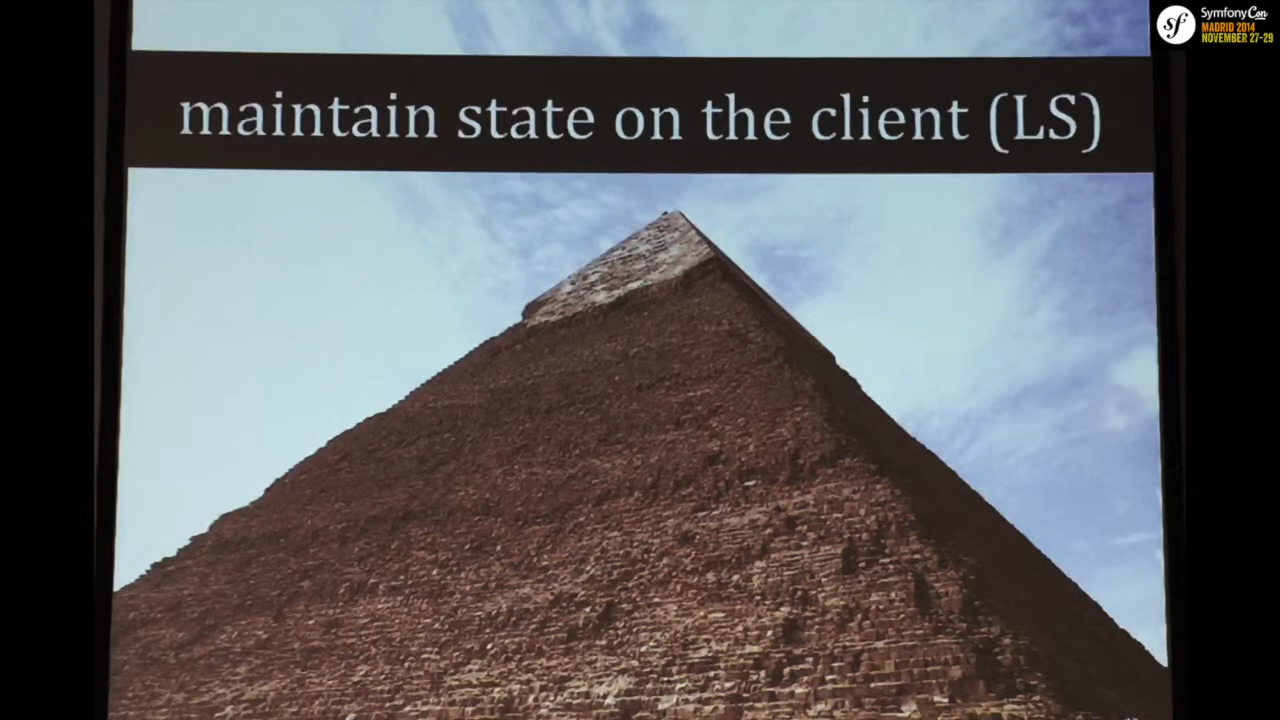 maintain state on the client (LS)
sf
SymfonyCon
MADRID 2014
NOVEMBER 27-29